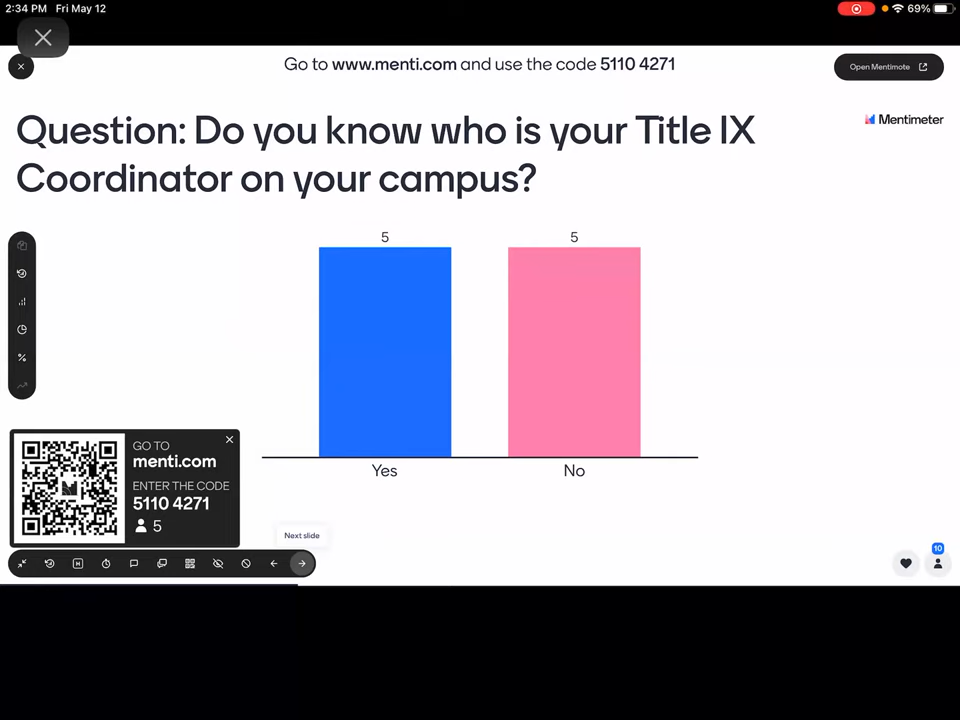 2:34 PM Fri May 12
69%
Go to www.menti.com and use the code 5110 4271
Open Mentimote
Question: Do you know who is your Title IX
Coordinator on your campus?
Mentimeter
5
5
Yes
No
GO TO
menti.com
ENTER THE CODE
5110 4271
5
Next slide
10